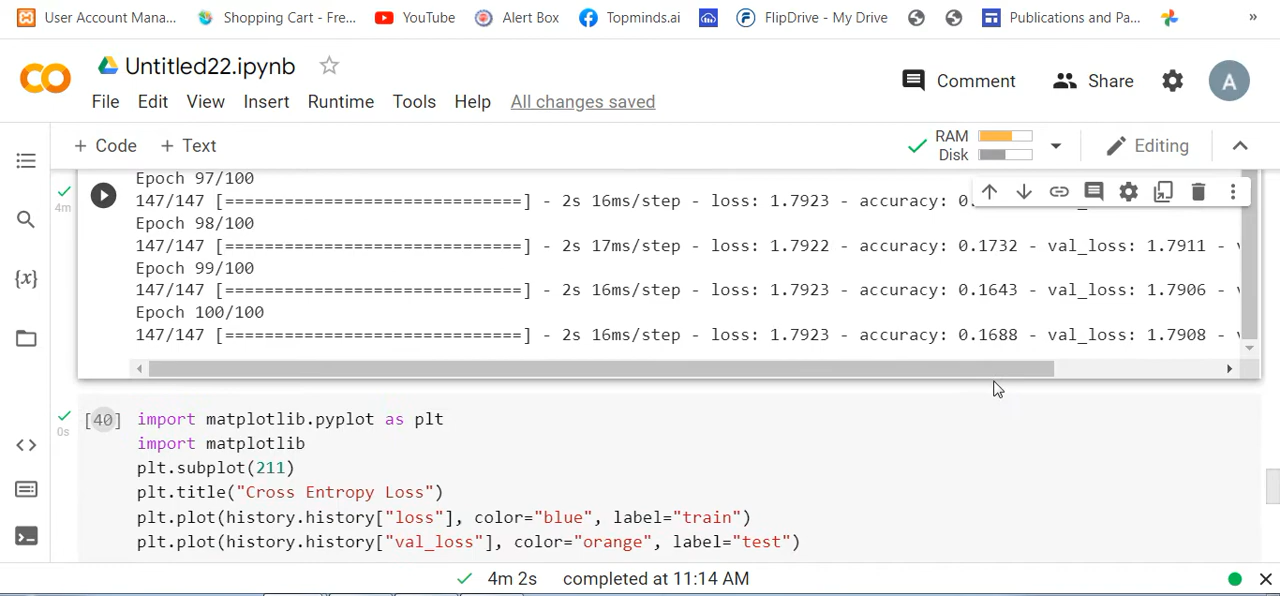 User Account Mana... Shopping Cart - Fre... YouTube Alert Box Topminds.ai FlipDrive - My Drive Publications and Pa... »
CO Untitled22.ipynb Comment Share A
File Edit View Insert Runtime Tools Help All changes saved
+ Code + Text RAM Disk Editing
Epoch 97/100
4m 147/147 [==============================] - 2s 16ms/step - loss: 1.7923 - accuracy: 0.
Epoch 98/100
147/147 [==============================] - 2s 17ms/step - loss: 1.7922 - accuracy: 0.1732 - val_loss: 1.7911 -
Epoch 99/100
{x} 147/147 [==============================] - 2s 16ms/step - loss: 1.7923 - accuracy: 0.1643 - val_loss: 1.7906 -
Epoch 100/100
147/147 [==============================] - 2s 16ms/step - loss: 1.7923 - accuracy: 0.1688 - val_loss: 1.7908 -
[40] import matplotlib.pyplot as plt
0s import matplotlib
plt.subplot(211)
plt.title("Cross Entropy Loss")
plt.plot(history.history["loss"], color="blue", label="train")
plt.plot(history.history["val_loss"], color="orange", label="test")
4m 2s completed at 11:14 AM